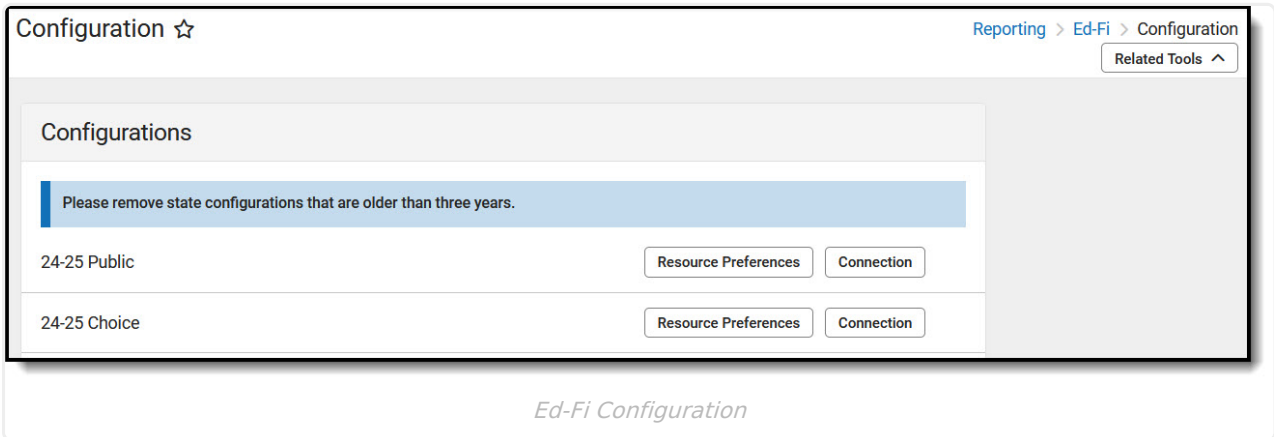 Configuration
Reporting > Ed-Fi > Configuration
Related Tools
Configurations
Please remove state configurations that are older than three years.
24-25 Public Resource Preferences Connection
24-25 Choice Resource Preferences Connection
Ed-Fi Configuration